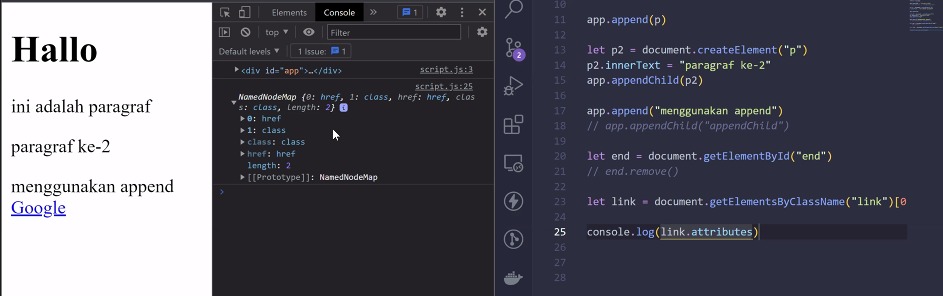 Hallo
ini adalah paragraf
paragraf ke-2
menggunakan append
Google
Elements
Console
1
top
Filter
Default levels
1 Issue: 1
<div id="app">…</div>
script.js:3
script.js:25
NamedNodeMap {0: href, 1: class, href: href, clas
s: class, length: 2}
0: href
1: class
class: class
href: href
length: 2
[[Prototype]]: NamedNodeMap
2
10
11 app.append(p)
12
13 let p2 = document.createElement("p")
14 p2.innerText = "paragraf ke-2"
15 app.appendChild(p2)
16
17 app.append("menggunakan append")
18 // app.appendChild("appendChild")
19
20 let end = document.getElementById("end")
21 // end.remove()
22
23 let link = document.getElementsByClassName("link")[0
24
25 console.log(link.attributes)
26
27
28